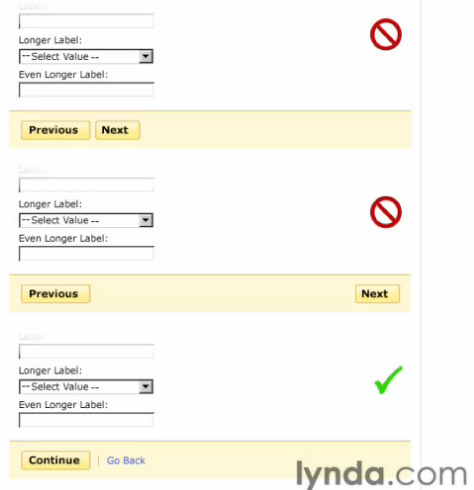 Label:
Longer Label:
--Select Value --
Even Longer Label:
Previous Next
Label:
Longer Label:
--Select Value --
Even Longer Label:
Previous Next
Label:
Longer Label:
--Select Value --
Even Longer Label:
Continue | Go Back
lynda.com